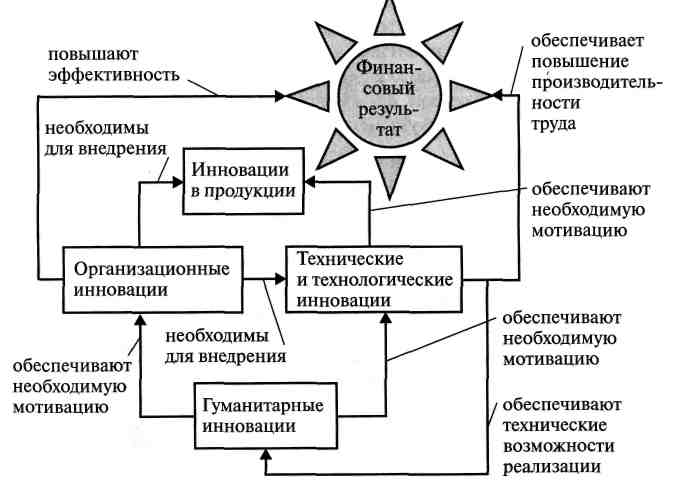 повышают
эффективность
Финан-
совый
резуль-
тат
обеспечивает
повышение
производитель-
ности
труда
необходимы
для внедрения
Инновации
в продукции
обеспечивают
необходимую
мотивацию
Организационные
инновации
Технические
и технологические
инновации
необходимы
для внедрения
обеспечивают
необходимую
мотивацию
обеспечивают
необходимую
мотивацию
Гуманитарные
инновации
обеспечивают
технические
возможности
реализации